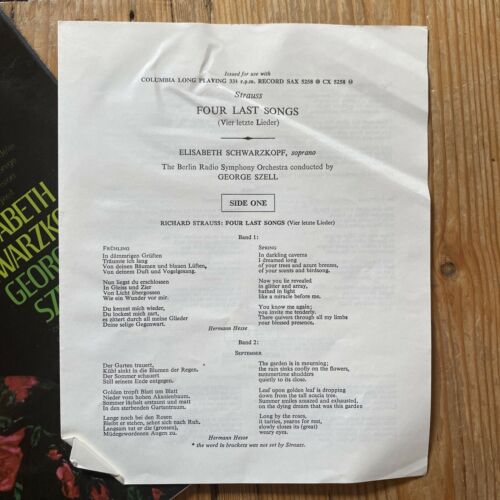 ABETH
WARZKO
GEORG
SZ
Issued for use with
COLUMBIA LONG PLAYING 33⅓ r.p.m. RECORD SAX 5258 CX 5258
Strauss
FOUR LAST SONGS
(Vier letzte Lieder)
ELISABETH SCHWARZKOPF, soprano
The Berlin Radio Symphony Orchestra conducted by
GEORGE SZELL
SIDE ONE
RICHARD STRAUSS: FOUR LAST SONGS (Vier letzte Lieder)
Band 1:
FRÜHLING
In dämmrigen Grüften
Träumte ich lang
Von deinen Bäumen und blauen Lüften,
Von deinem Duft und Vogelgesang.
Nun liegst du erschlossen
In Gleiss und Zier
Von Licht übergossen
Wie ein Wunder vor mir.
Du kennst mich wieder,
Du lockest mich zart,
es zittert durch all meine Glieder
Deine selige Gegenwart.
Hermann Hesse
SPRING
In darkling caverns
I dreamed long
of your trees and azure breezes,
of your scents and birdsong.
Now you lie revealed
in glitter and array,
bathed in light
like a miracle before me.
You know me again;
you invite me tenderly.
There quivers through all my limbs
your blessed presence.
Band 2:
SEPTEMBER
Der Garten trauert,
Kühl sinkt in die Blumen der Regen.
Der Sommer schauert
Still seinem Ende entgegen.
Golden tropft Blatt um Blatt
Nieder vom hohen Akazienbaum,
Sommer lächelt erstaunt und matt
In den sterbenden Gartentraum.
Lange noch bei den Rosen
Bleibt er stehen, sehnt sich nach Ruh,
Langsam tut er die (grossen),
Müdegewordenen Augen zu.
Hermann Hesse
The garden is in mourning;
the rain sinks coolly on the flowers,
summertime shudders
quietly to its close.
Leaf upon golden leaf is dropping
down from the tall acacia tree.
Summer smiles amazed and exhausted,
on the dying dream that was this garden
Long by the roses,
it tarries, yearns for rest,
slowly closes its (great)
weary eyes.
* the word in brackets was not set by Strauss.